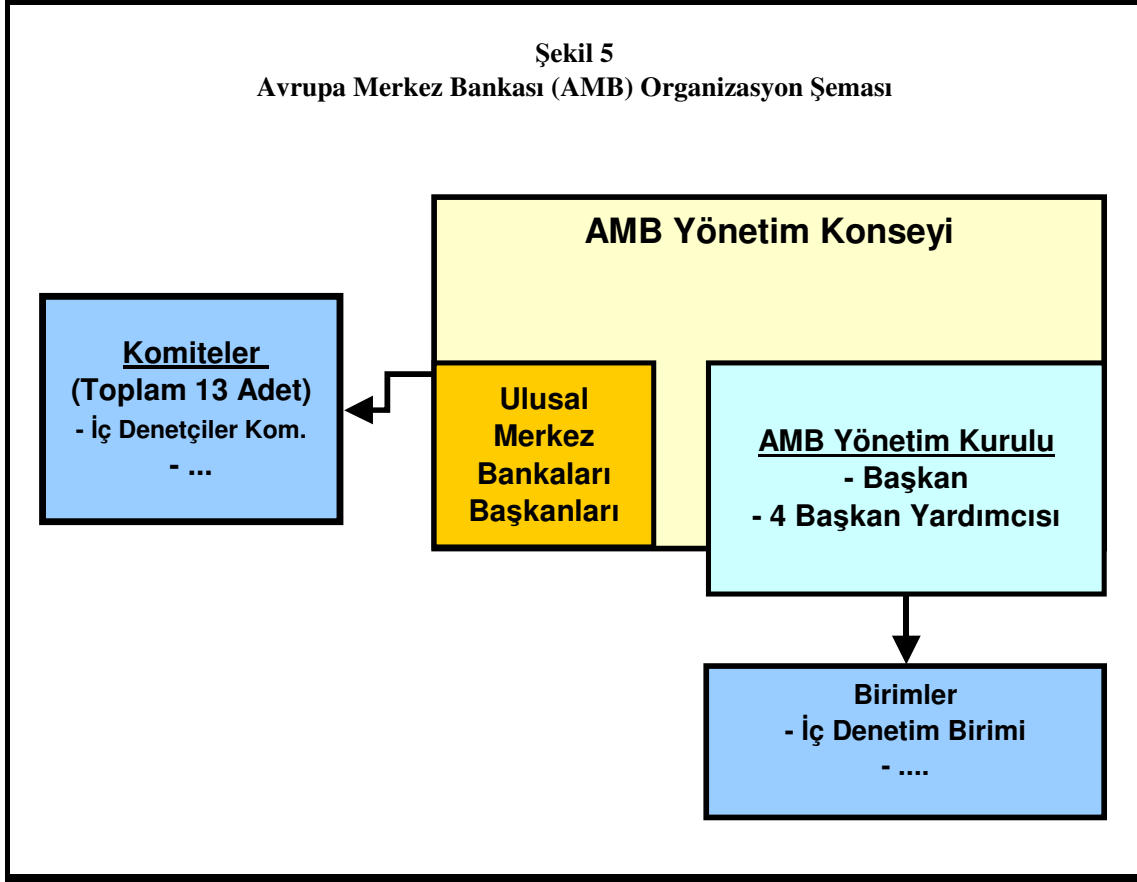 Şekil 5
Avrupa Merkez Bankası (AMB) Organizasyon Şeması
AMB Yönetim Konseyi
Komiteler
(Toplam 13 Adet)
- İç Denetçiler Kom.
- ...
Ulusal
Merkez
Bankaları
Başkanları
AMB Yönetim Kurulu
- Başkan
- 4 Başkan Yardımcısı
Birimler
- İç Denetim Birimi
- ....